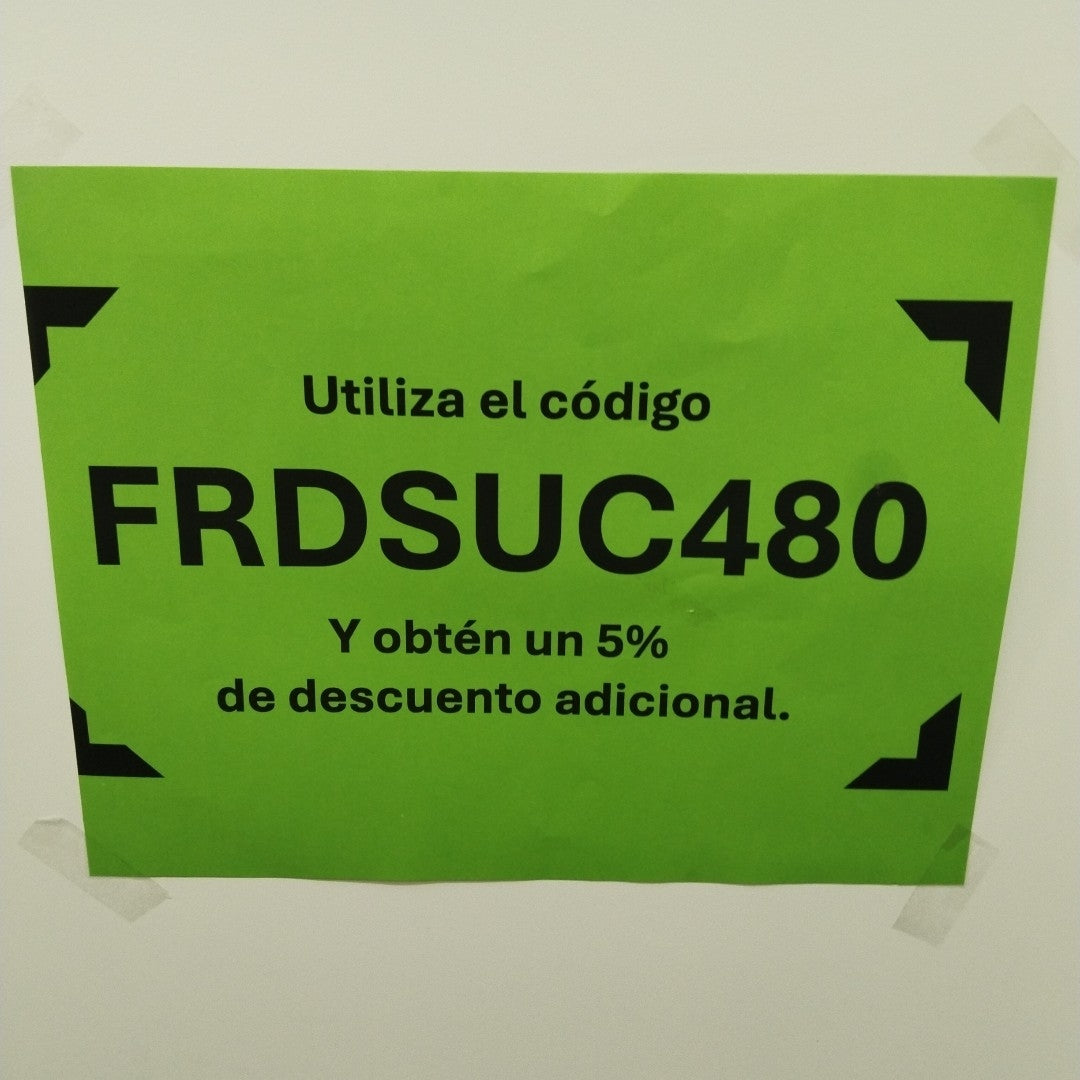 Utiliza el código
FRDSUC480
Y obtén un 5%
de descuento adicional.